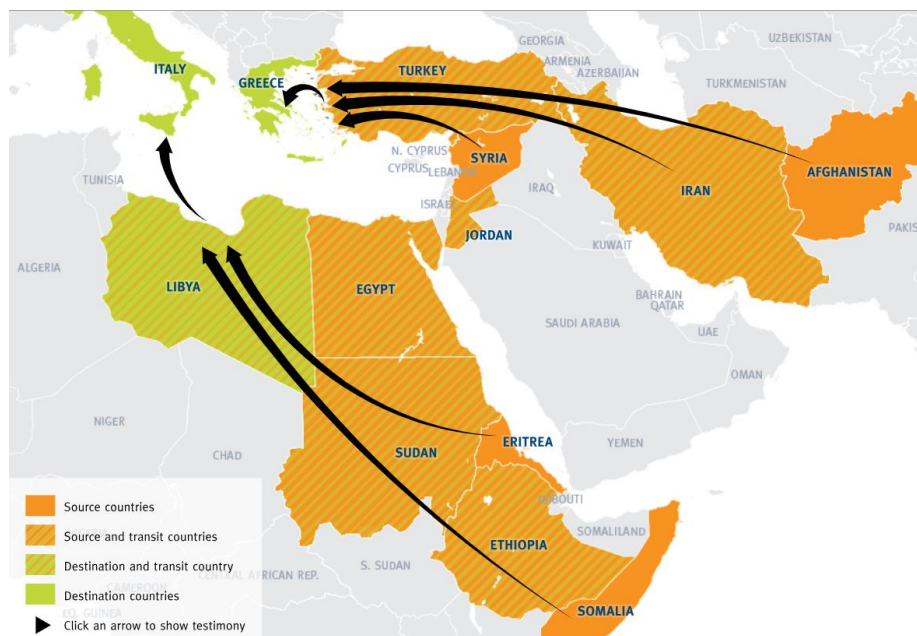 GEORGIA
UZBEKISTAN
ITALY
GREECE
TURKEY
ARMENIA
AZERBAIJAN
TURKMENISTAN
N. CYPRUS
CYPRUS
SYRIA
LEBANON
AFGHANISTAN
TUNISIA
IRAQ
IRAN
ISRAEL
PAKIS
JORDAN
KUWAIT
ALGERIA
LIBYA
EGYPT
BAHRAIN
QATAR
SAUDI ARABIA
UAE
OMAN
NIGER
CHAD
SUDAN
ERITREA
YEMEN
DJIBOUTI
SOMALILAND
ETHIOPIA
S. SUDAN
CENTRAL AFRICAN REP.
CAMEROON
EQ. GUINEA
SOMALIA
Source countries
Source and transit countries
Destination and transit country
Destination countries
Click an arrow to show testimony